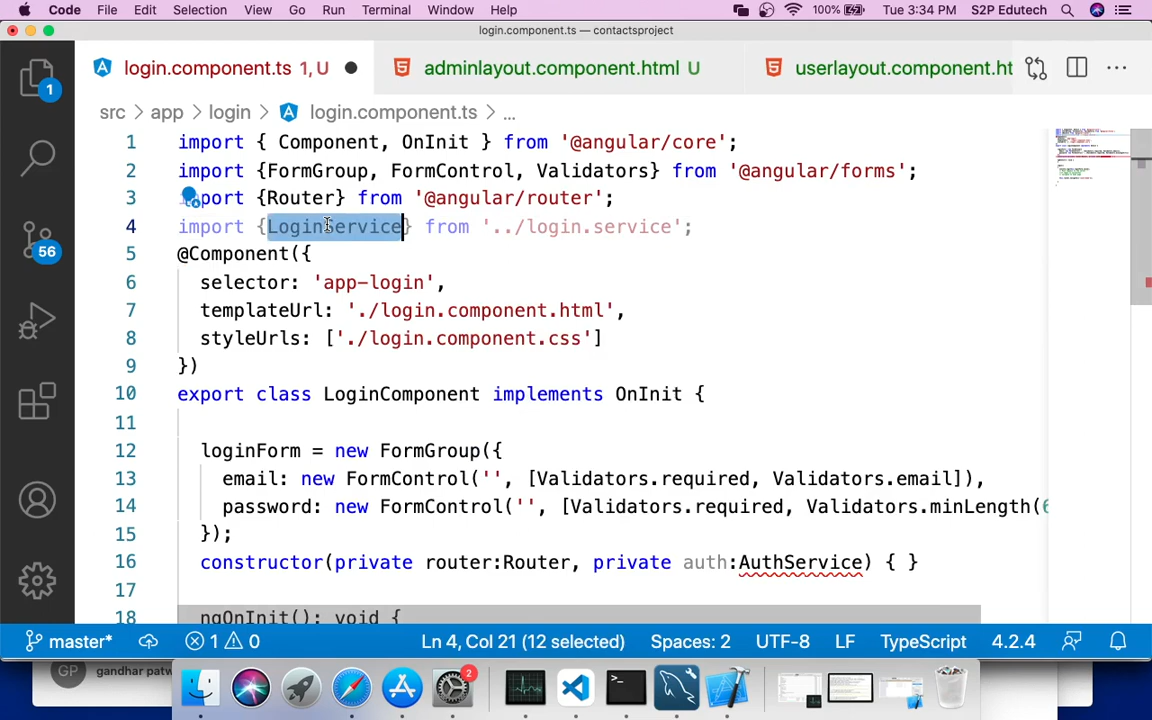 Code File Edit Selection View Go Run Terminal Window Help 100% Tue 3:34 PM S2P Edutech
login.component.ts — contactsproject
login.component.ts 1, U adminlayout.component.html U userlayout.component.ht
src > app > login > login.component.ts > ...
1 import { Component, OnInit } from '@angular/core';
2 import {FormGroup, FormControl, Validators} from '@angular/forms';
3 import {Router} from '@angular/router';
4 import {LoginService} from '../login.service';
5 @Component({
6 selector: 'app-login',
7 templateUrl: './login.component.html',
8 styleUrls: ['./login.component.css']
9 })
10 export class LoginComponent implements OnInit {
11
12 loginForm = new FormGroup({
13 email: new FormControl('', [Validators.required, Validators.email]),
14 password: new FormControl('', [Validators.required, Validators.minLength(6
15 });
16 constructor(private router:Router, private auth:AuthService) { }
17
18 ngOnInit(): void {
1
56
master* 1 0 Ln 4, Col 21 (12 selected) Spaces: 2 UTF-8 LF TypeScript 4.2.4
GP gandhar patw
2